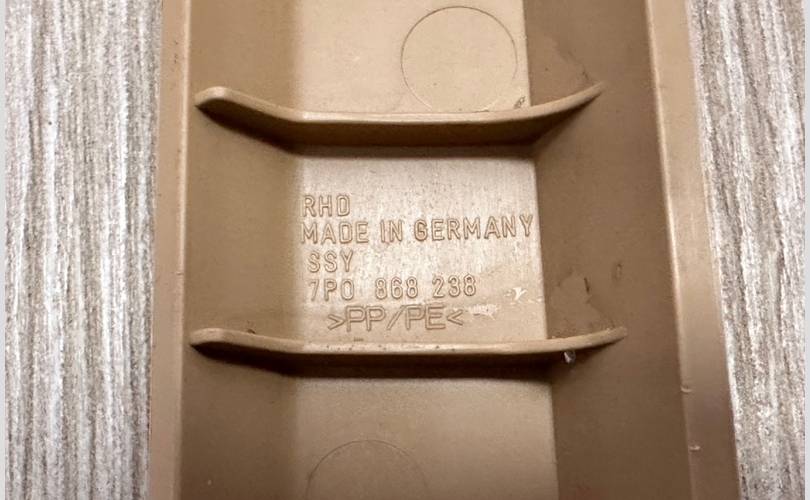 RHD
MADE IN GERMANY
SSY
7P0 868 238
>PP/PE<